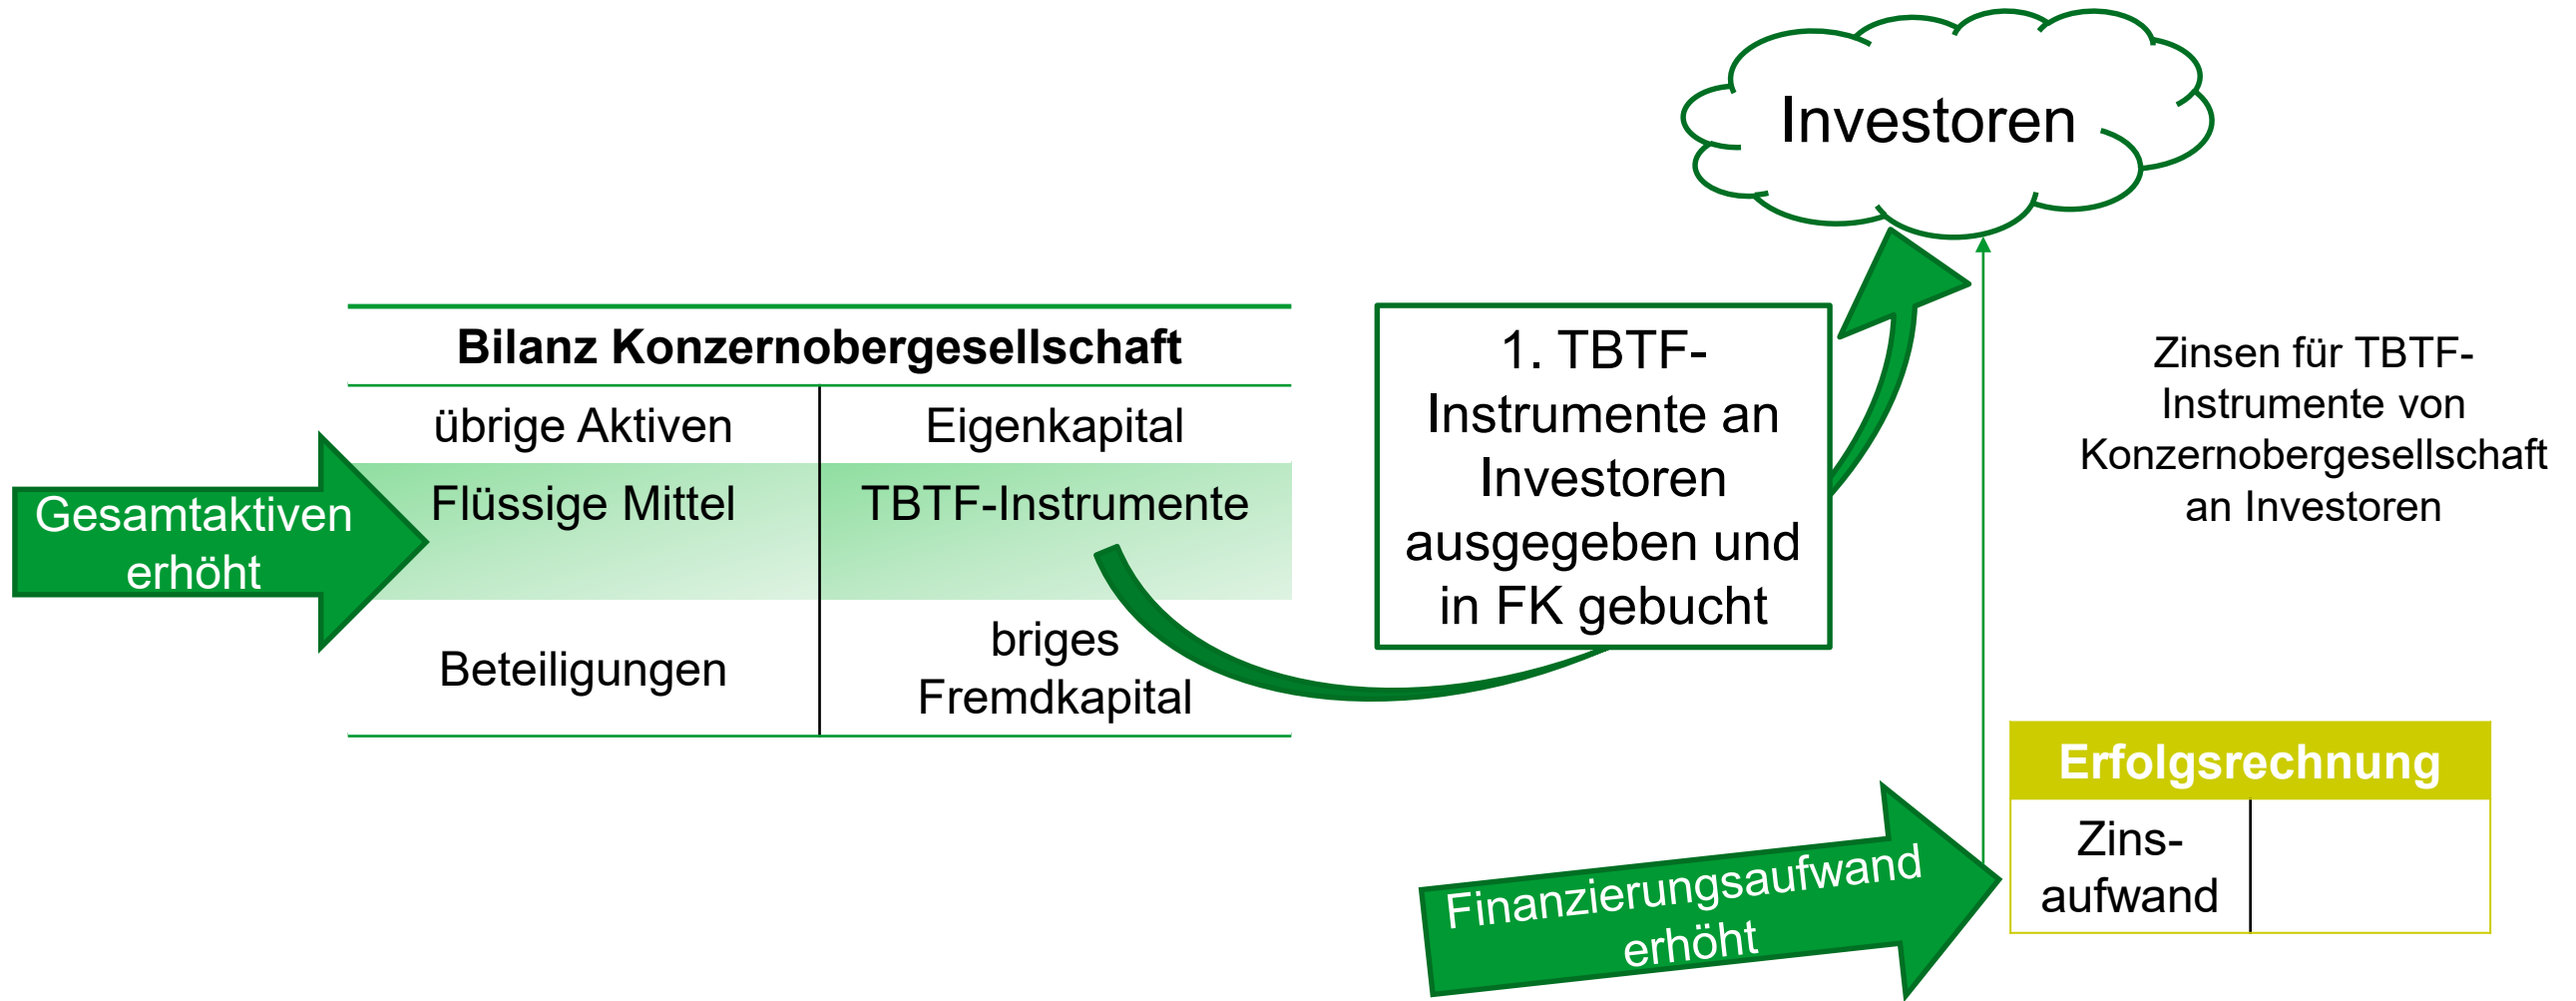 Investoren
Bilanz Konzernobergesellschaft
übrige Aktiven
Eigenkapital
Flüssige Mittel
TBTF-Instrumente
Beteiligungen
briges
Fremdkapital
Gesamtaktiven
erhöht
1. TBTF-
Instrumente an
Investoren
ausgegeben und
in FK gebucht
Zinsen für TBTF-
Instrumente von
Konzernobergesellschaft
an Investoren
Finanzierungsaufwand
erhöht
Erfolgsrechnung
Zins-
aufwand